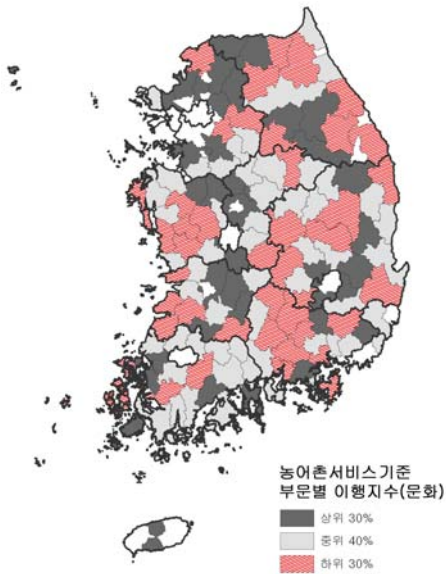 농어촌서비스기준
부문별 이행지수(문화)
상위 30%
중위 40%
하위 30%